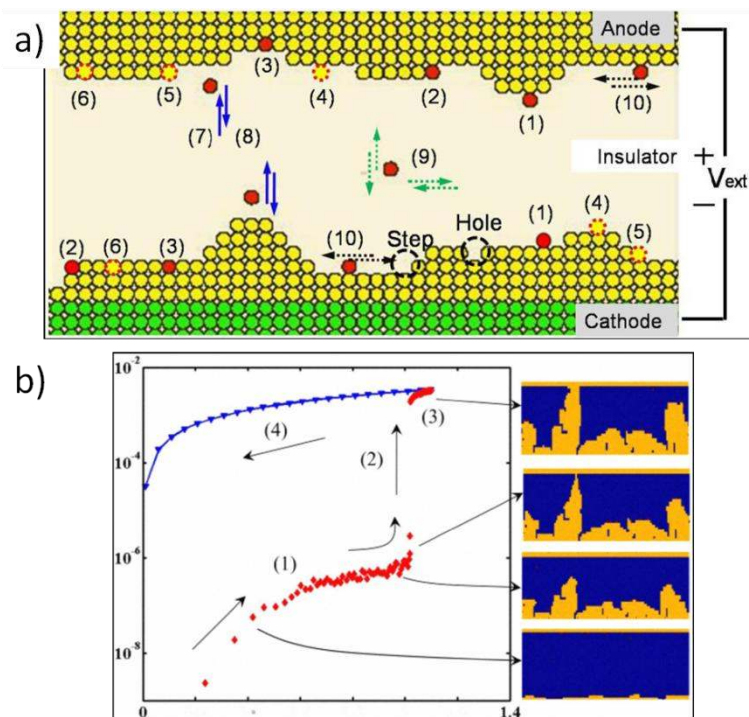 a)
Anode
(3)
(6) (5) (4) (2) (10)
(7) (8) (1)
(9) Insulator +
Vext
−
(4)
Hole (1)
(2) (6) (3) (10) Step (5)
Cathode
b)
10-2
(3)
(4)
(2)
10-4
10-6
(1)
10-8
0 1.4